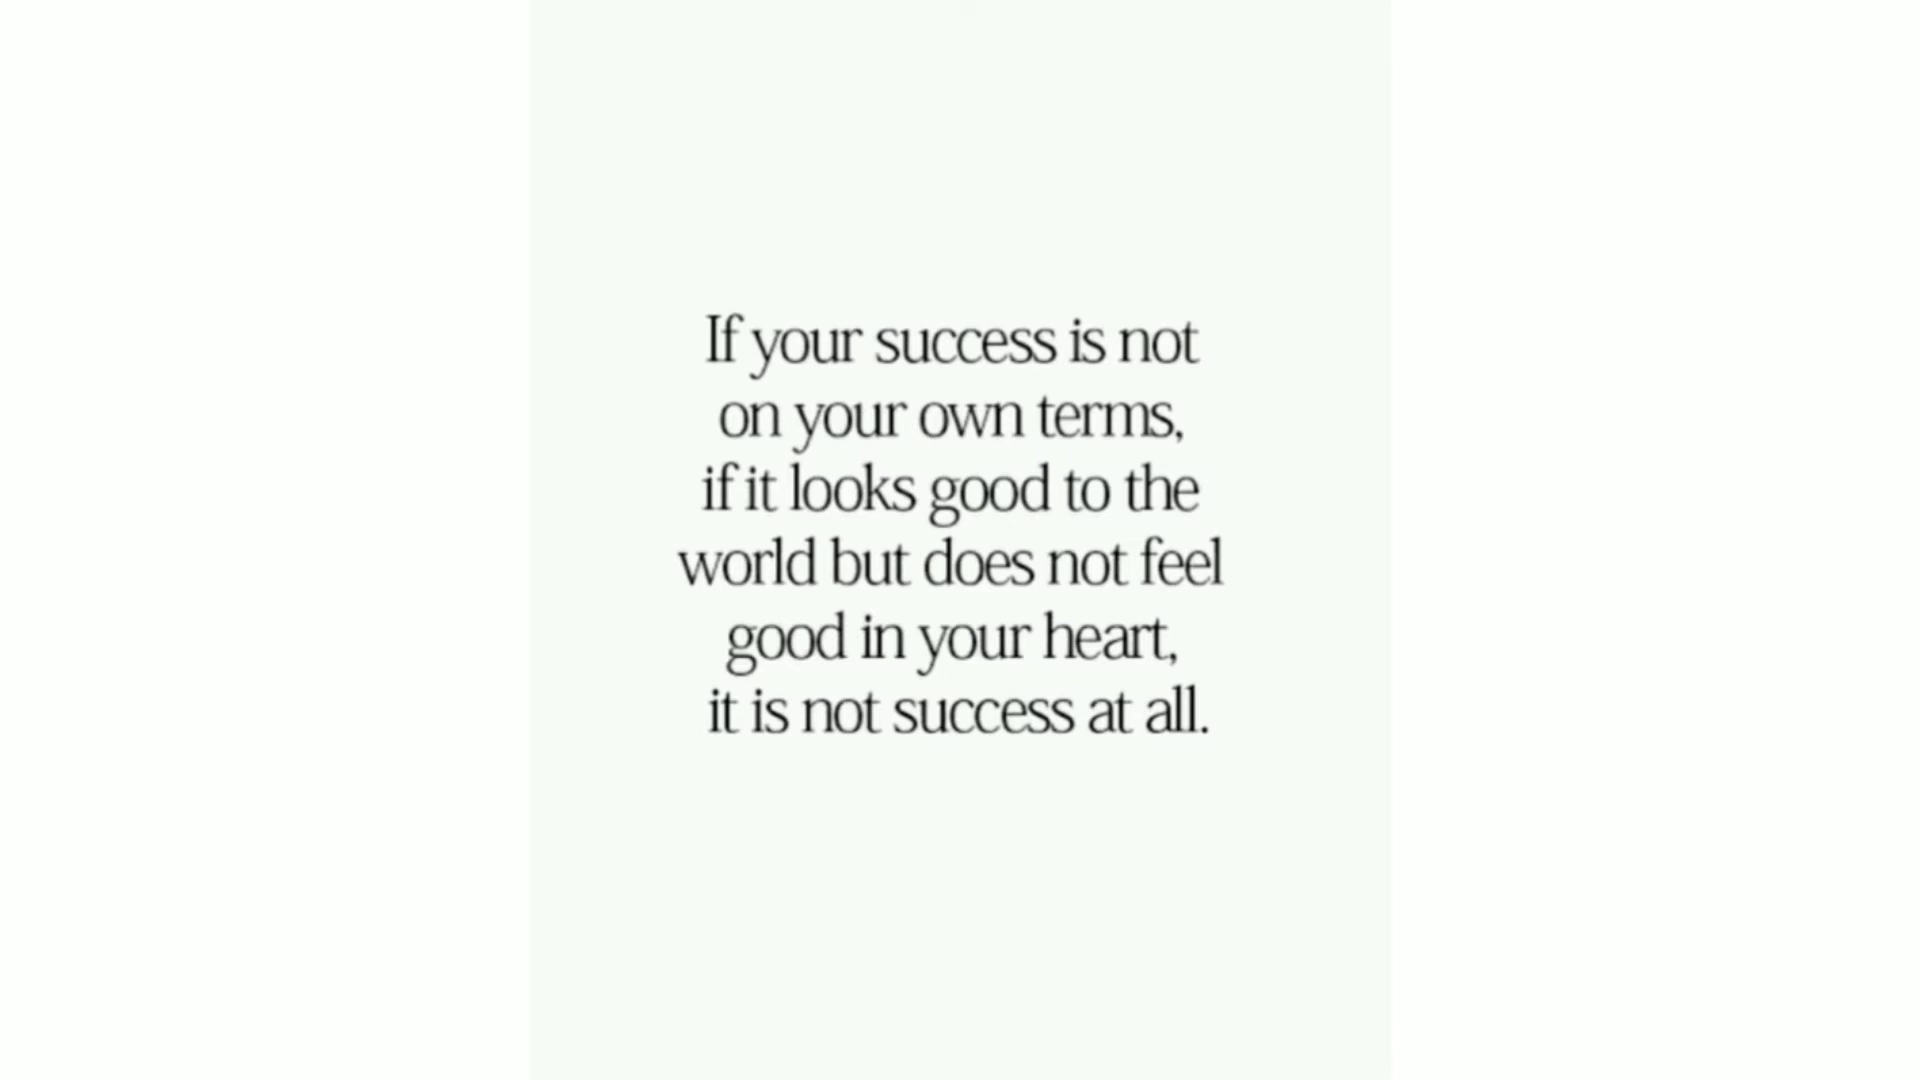 If your success is not
on your own terms,
if it looks good to the
world but does not feel
good in your heart,
it is not success at all.